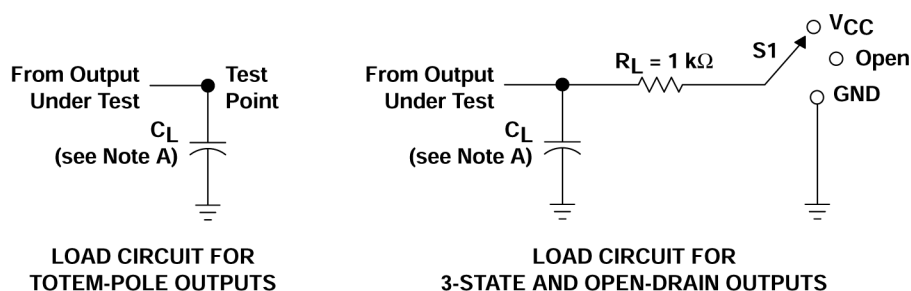 From Output
Under Test
Test
Point
CL
(see Note A)
LOAD CIRCUIT FOR
TOTEM-POLE OUTPUTS
From Output
Under Test
RL = 1 kΩ
S1
VCC
Open
GND
CL
(see Note A)
LOAD CIRCUIT FOR
3-STATE AND OPEN-DRAIN OUTPUTS